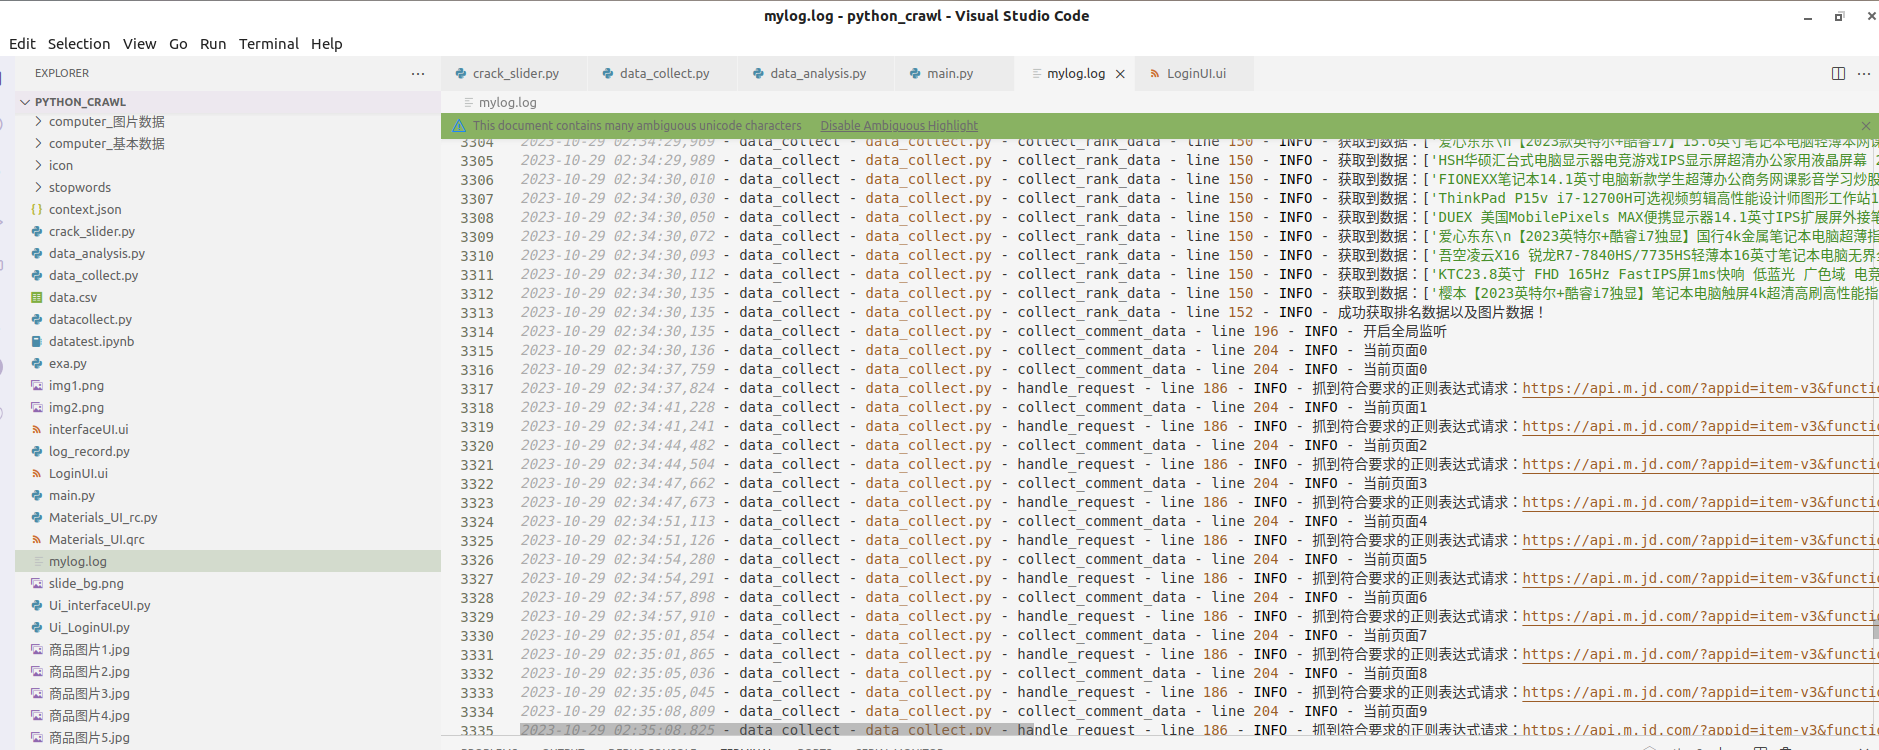 mylog.log - python_crawl - Visual Studio Code
Edit Selection View Go Run Terminal Help
EXPLORER
PYTHON_CRAWL
computer_图片数据
computer_基本数据
icon
stopwords
context.json
crack_slider.py
data_analysis.py
data_collect.py
data.csv
datacollect.py
datatest.ipynb
exa.py
img1.png
img2.png
interfaceUI.ui
log_record.py
LoginUI.ui
main.py
Materials_UI_rc.py
Materials_UI.qrc
mylog.log
slide_bg.png
Ui_interfaceUI.py
Ui_LoginUI.py
商品图片1.jpg
商品图片2.jpg
商品图片3.jpg
商品图片4.jpg
商品图片5.jpg
crack_slider.py data_collect.py data_analysis.py main.py mylog.log LoginUI.ui
mylog.log
This document contains many ambiguous unicode characters Disable Ambiguous Highlight
3304 2023-10-29 02:34:29,969 - data_collect - data_collect.py - collect_rank_data - line 150 - INFO - 获取到数据：['爱心东东\n【2023款英特尔+酷睿i7】15.6英寸笔记本电脑轻薄本网课
3305 2023-10-29 02:34:29,989 - data_collect - data_collect.py - collect_rank_data - line 150 - INFO - 获取到数据：['HSH华硕汇台式电脑显示器电竞游戏IPS显示屏超清办公家用液晶屏幕 2
3306 2023-10-29 02:34:30,010 - data_collect - data_collect.py - collect_rank_data - line 150 - INFO - 获取到数据：['FIONEXX笔记本14.1英寸电脑新款学生超薄办公商务网课影音学习炒股
3307 2023-10-29 02:34:30,030 - data_collect - data_collect.py - collect_rank_data - line 150 - INFO - 获取到数据：['ThinkPad P15v i7-12700H可选视频剪辑高性能设计师图形工作站1
3308 2023-10-29 02:34:30,050 - data_collect - data_collect.py - collect_rank_data - line 150 - INFO - 获取到数据：['DUEX 美国MobilePixels MAX便携显示器14.1英寸IPS扩展屏外接笔
3309 2023-10-29 02:34:30,072 - data_collect - data_collect.py - collect_rank_data - line 150 - INFO - 获取到数据：['爱心东东\n【2023英特尔+酷睿i7独显】国行4k金属笔记本电脑超薄指
3310 2023-10-29 02:34:30,093 - data_collect - data_collect.py - collect_rank_data - line 150 - INFO - 获取到数据：['吾空凌云X16 锐龙R7-7840HS/7735HS轻薄本16英寸笔记本电脑无界全
3311 2023-10-29 02:34:30,112 - data_collect - data_collect.py - collect_rank_data - line 150 - INFO - 获取到数据：['KTC23.8英寸 FHD 165Hz FastIPS屏1ms快响 低蓝光 广色域 电竞
3312 2023-10-29 02:34:30,135 - data_collect - data_collect.py - collect_rank_data - line 150 - INFO - 获取到数据：['樱本【2023英特尔+酷睿i7独显】笔记本电脑触屏4k超清高刷高性能指
3313 2023-10-29 02:34:30,135 - data_collect - data_collect.py - collect_rank_data - line 152 - INFO - 成功获取排名数据以及图片数据！
3314 2023-10-29 02:34:30,135 - data_collect - data_collect.py - collect_comment_data - line 196 - INFO - 开启全局监听
3315 2023-10-29 02:34:30,136 - data_collect - data_collect.py - collect_comment_data - line 204 - INFO - 当前页面0
3316 2023-10-29 02:34:37,759 - data_collect - data_collect.py - collect_comment_data - line 204 - INFO - 当前页面0
3317 2023-10-29 02:34:37,824 - data_collect - data_collect.py - handle_request - line 186 - INFO - 抓到符合要求的正则表达式请求：https://api.m.jd.com/?appid=item-v3&functio
3318 2023-10-29 02:34:41,228 - data_collect - data_collect.py - collect_comment_data - line 204 - INFO - 当前页面1
3319 2023-10-29 02:34:41,241 - data_collect - data_collect.py - handle_request - line 186 - INFO - 抓到符合要求的正则表达式请求：https://api.m.jd.com/?appid=item-v3&functio
3320 2023-10-29 02:34:44,482 - data_collect - data_collect.py - collect_comment_data - line 204 - INFO - 当前页面2
3321 2023-10-29 02:34:44,504 - data_collect - data_collect.py - handle_request - line 186 - INFO - 抓到符合要求的正则表达式请求：https://api.m.jd.com/?appid=item-v3&functio
3322 2023-10-29 02:34:47,662 - data_collect - data_collect.py - collect_comment_data - line 204 - INFO - 当前页面3
3323 2023-10-29 02:34:47,673 - data_collect - data_collect.py - handle_request - line 186 - INFO - 抓到符合要求的正则表达式请求：https://api.m.jd.com/?appid=item-v3&functio
3324 2023-10-29 02:34:51,113 - data_collect - data_collect.py - collect_comment_data - line 204 - INFO - 当前页面4
3325 2023-10-29 02:34:51,126 - data_collect - data_collect.py - handle_request - line 186 - INFO - 抓到符合要求的正则表达式请求：https://api.m.jd.com/?appid=item-v3&functio
3326 2023-10-29 02:34:54,280 - data_collect - data_collect.py - collect_comment_data - line 204 - INFO - 当前页面5
3327 2023-10-29 02:34:54,291 - data_collect - data_collect.py - handle_request - line 186 - INFO - 抓到符合要求的正则表达式请求：https://api.m.jd.com/?appid=item-v3&functio
3328 2023-10-29 02:34:57,898 - data_collect - data_collect.py - collect_comment_data - line 204 - INFO - 当前页面6
3329 2023-10-29 02:34:57,910 - data_collect - data_collect.py - handle_request - line 186 - INFO - 抓到符合要求的正则表达式请求：https://api.m.jd.com/?appid=item-v3&functio
3330 2023-10-29 02:35:01,854 - data_collect - data_collect.py - collect_comment_data - line 204 - INFO - 当前页面7
3331 2023-10-29 02:35:01,865 - data_collect - data_collect.py - handle_request - line 186 - INFO - 抓到符合要求的正则表达式请求：https://api.m.jd.com/?appid=item-v3&functio
3332 2023-10-29 02:35:05,036 - data_collect - data_collect.py - collect_comment_data - line 204 - INFO - 当前页面8
3333 2023-10-29 02:35:05,045 - data_collect - data_collect.py - handle_request - line 186 - INFO - 抓到符合要求的正则表达式请求：https://api.m.jd.com/?appid=item-v3&functio
3334 2023-10-29 02:35:08,809 - data_collect - data_collect.py - collect_comment_data - line 204 - INFO - 当前页面9
3335 2023-10-29 02:35:08,825 - data_collect - data_collect.py - handle_request - line 186 - INFO - 抓到符合要求的正则表达式请求：https://api.m.jd.com/?appid=item-v3&functio